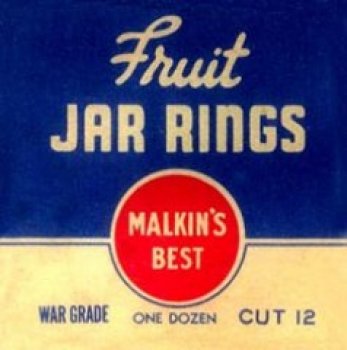 Fruit
JAR RINGS
MALKIN'S
BEST
WAR GRADE ONE DOZEN CUT 12